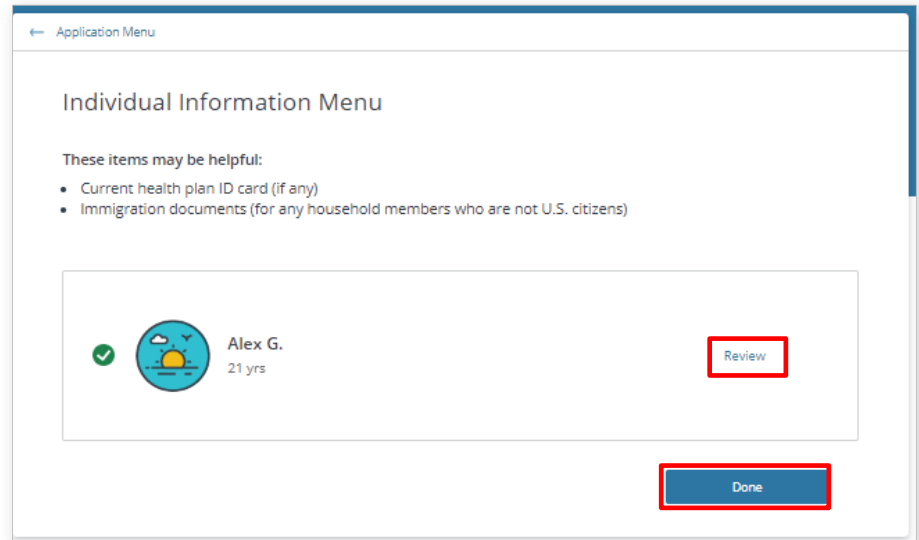 ← Application Menu
Individual Information Menu
These items may be helpful:
• Current health plan ID card (if any)
• Immigration documents (for any household members who are not U.S. citizens)
Alex G.
21 yrs
Review
Done